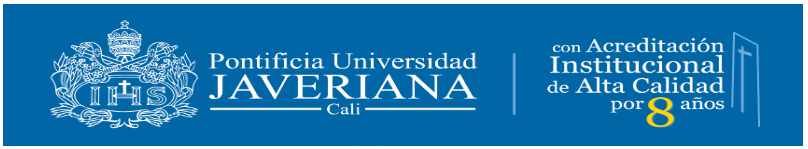 IHS
Pontificia Universidad
JAVERIANA
Cali
con Acreditación
Institucional
de Alta Calidad
por 8 años